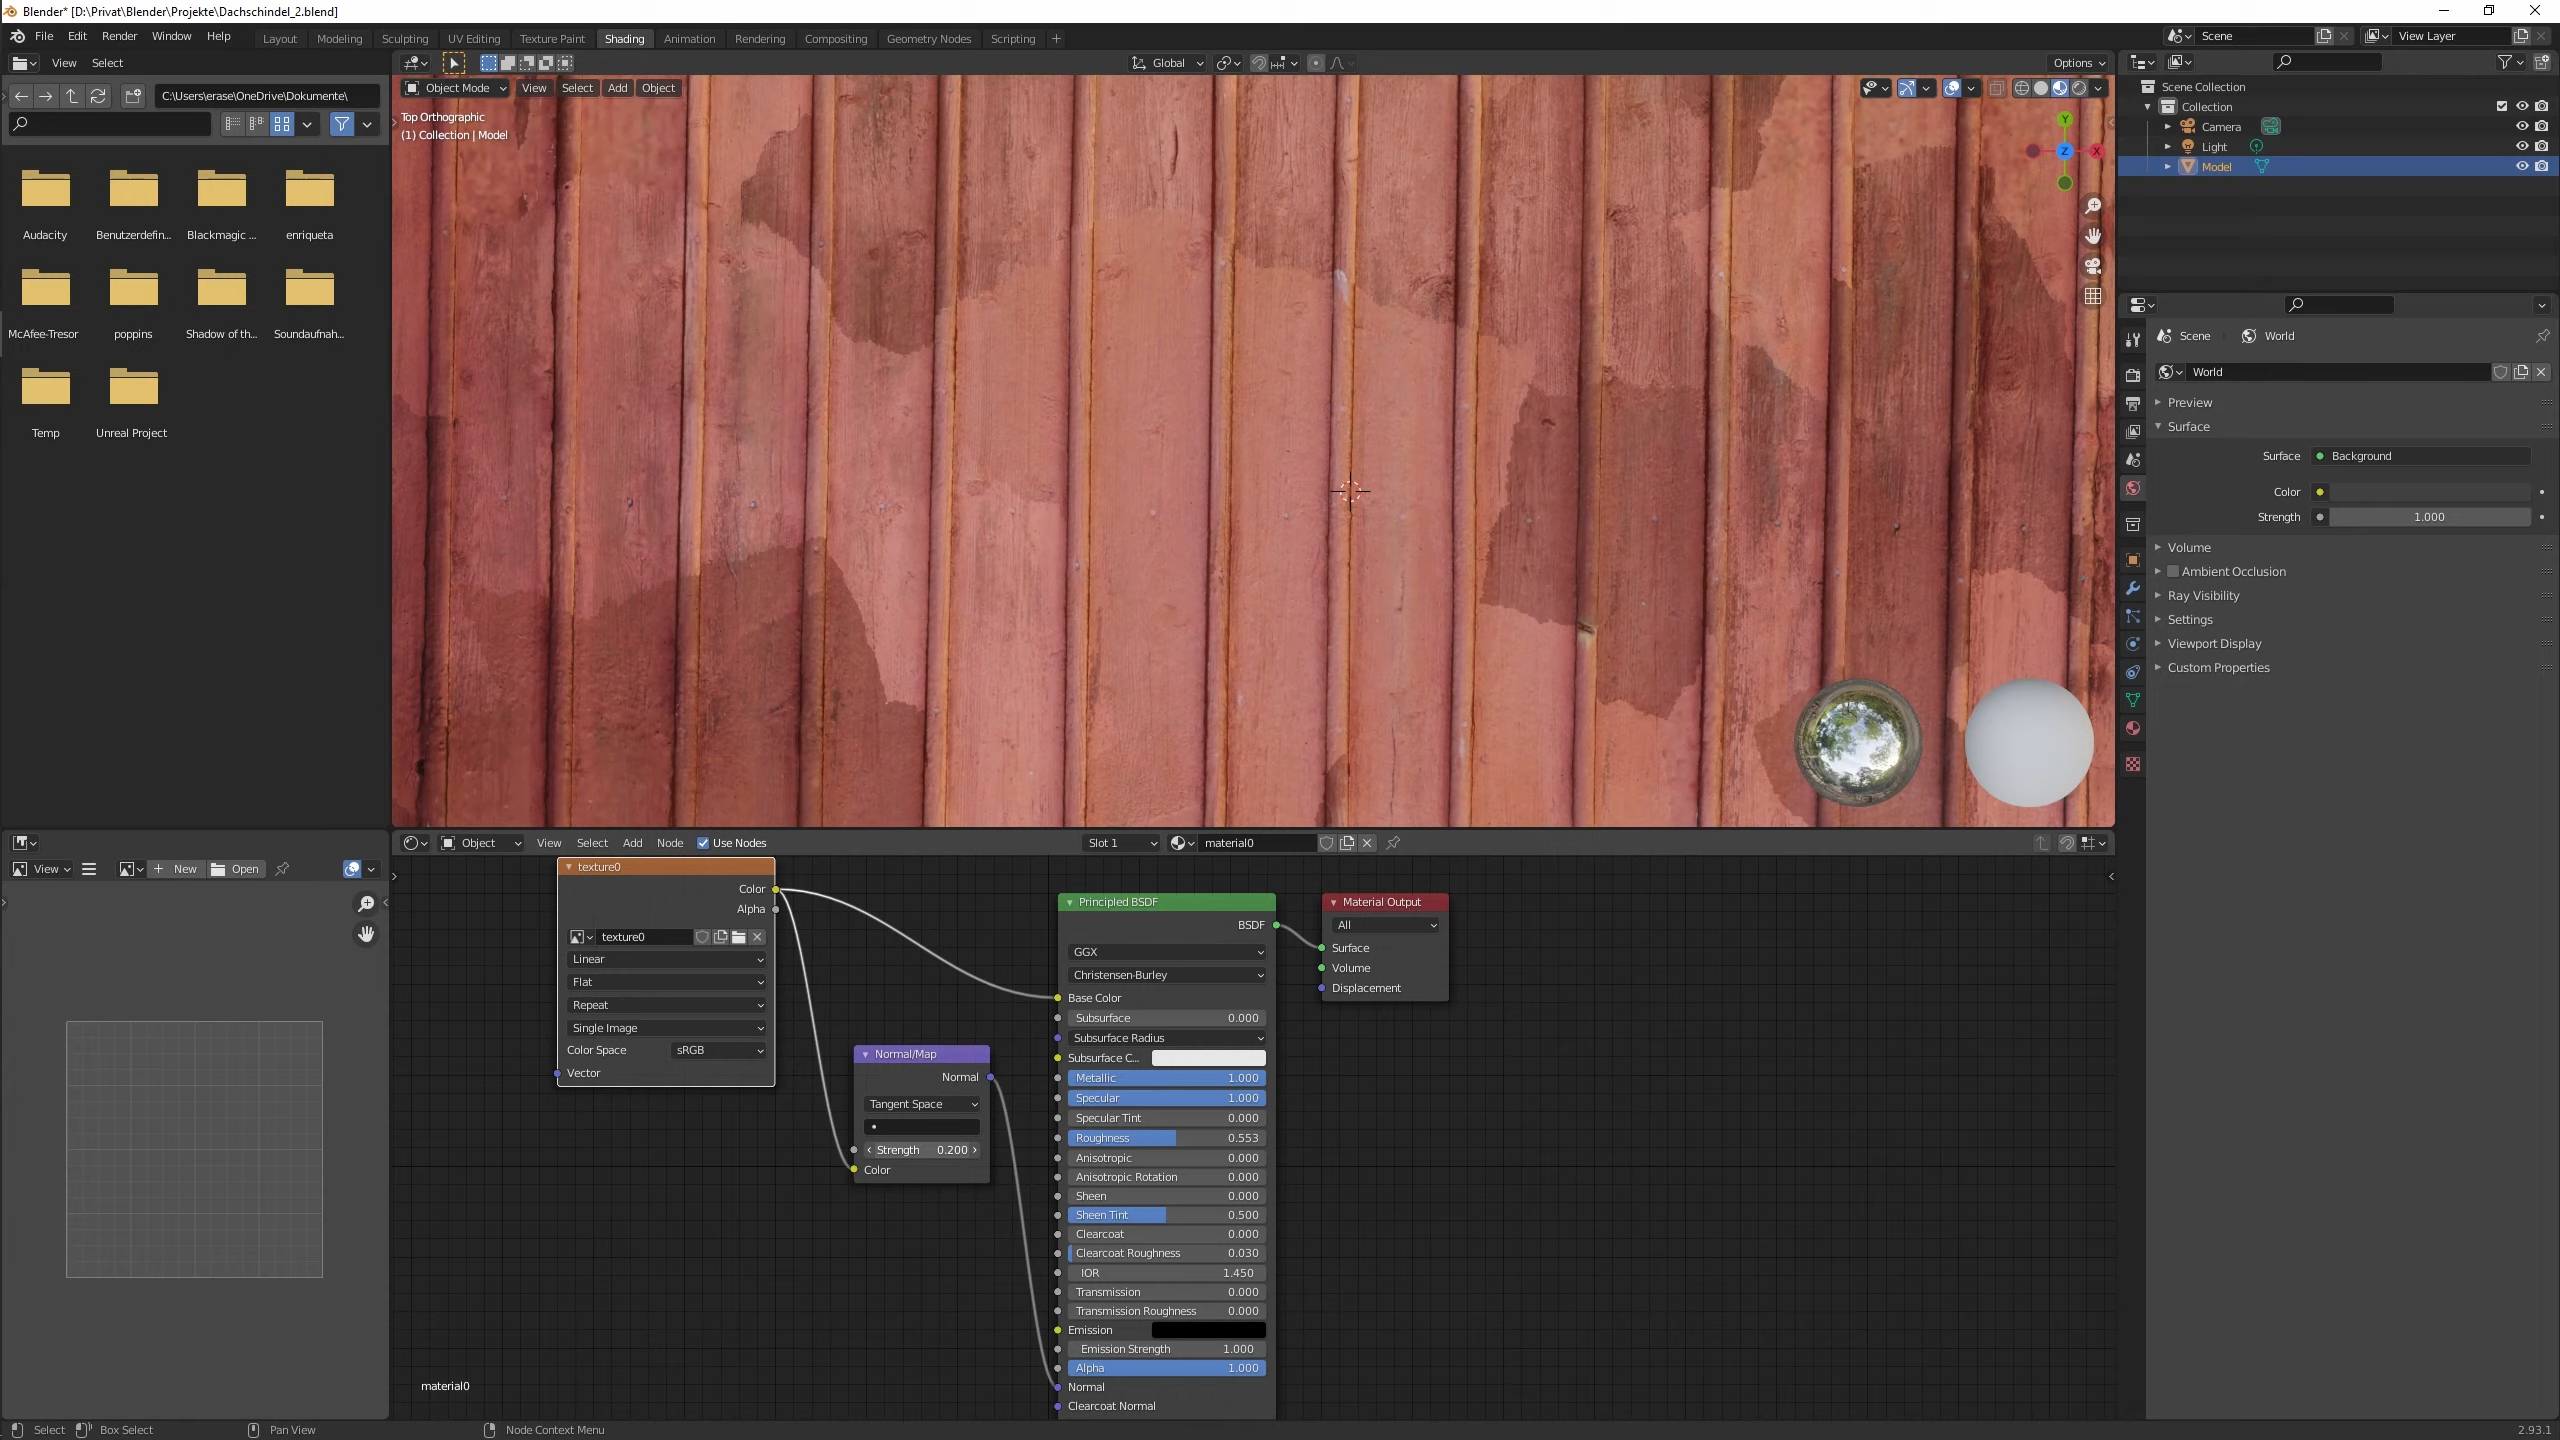 Blender* [D:\Privat\Blender\Projekte\Dachschindel_2.blend]
File Edit Render Window Help Layout Modeling Sculpting UV Editing Texture Paint Shading Animation Rendering Compositing Geometry Nodes Scripting + Scene View Layer
View Select Global Options
C:\Users\erase\OneDrive\Dokumente\
Object Mode View Select Add Object
Top Orthographic
(1) Collection | Model
Audacity Benutzerdefin... Blackmagic ... enriqueta
McAfee-Tresor poppins Shadow of th... Soundaufnah...
Temp Unreal Project
Y
Z X
Scene Collection
Collection
Camera
Light
Model
Scene World
World
Preview
Surface
Surface Background
Color
Strength 1.000
Volume
Ambient Occlusion
Ray Visibility
Settings
Viewport Display
Custom Properties
Object View Select Add Node Use Nodes Slot 1 material0
View New Open
texture0
Color
Alpha
texture0
Linear
Flat
Repeat
Single Image
Color Space sRGB
Vector
Normal/Map
Normal
Tangent Space
Strength 0.200
Color
Principled BSDF
BSDF
GGX
Christensen-Burley
Base Color
Subsurface 0.000
Subsurface Radius
Subsurface C...
Metallic 1.000
Specular 1.000
Specular Tint 0.000
Roughness 0.553
Anisotropic 0.000
Anisotropic Rotation 0.000
Sheen 0.000
Sheen Tint 0.500
Clearcoat 0.000
Clearcoat Roughness 0.030
IOR 1.450
Transmission 0.000
Transmission Roughness 0.000
Emission
Emission Strength 1.000
Alpha 1.000
Normal
Clearcoat Normal
Material Output
All
Surface
Volume
Displacement
material0
Select Box Select Pan View Node Context Menu 2.93.1